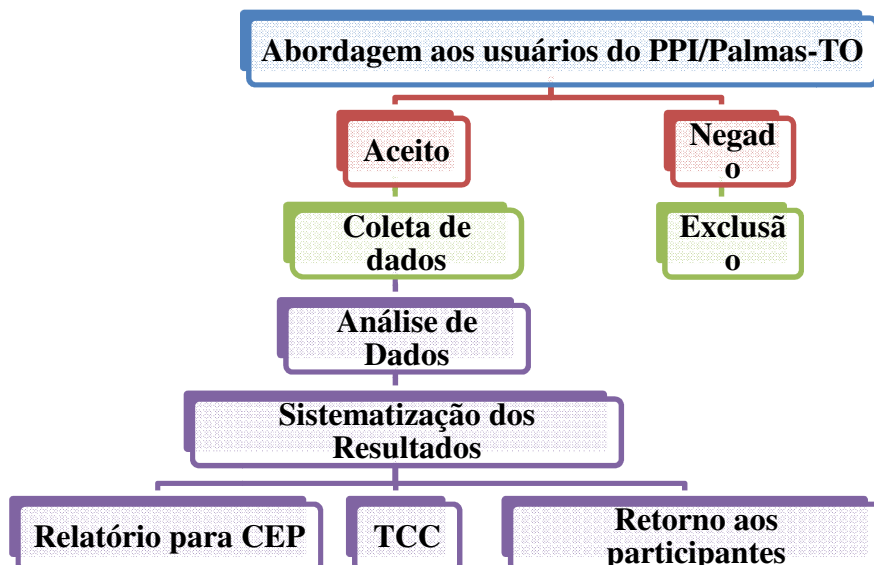 Abordagem aos usuários do PPI/Palmas-TO
Aceito
Negad
o
Coleta de
dados
Exclusã
o
Análise de
Dados
Sistematização dos
Resultados
Relatório para CEP
TCC
Retorno aos
participantes